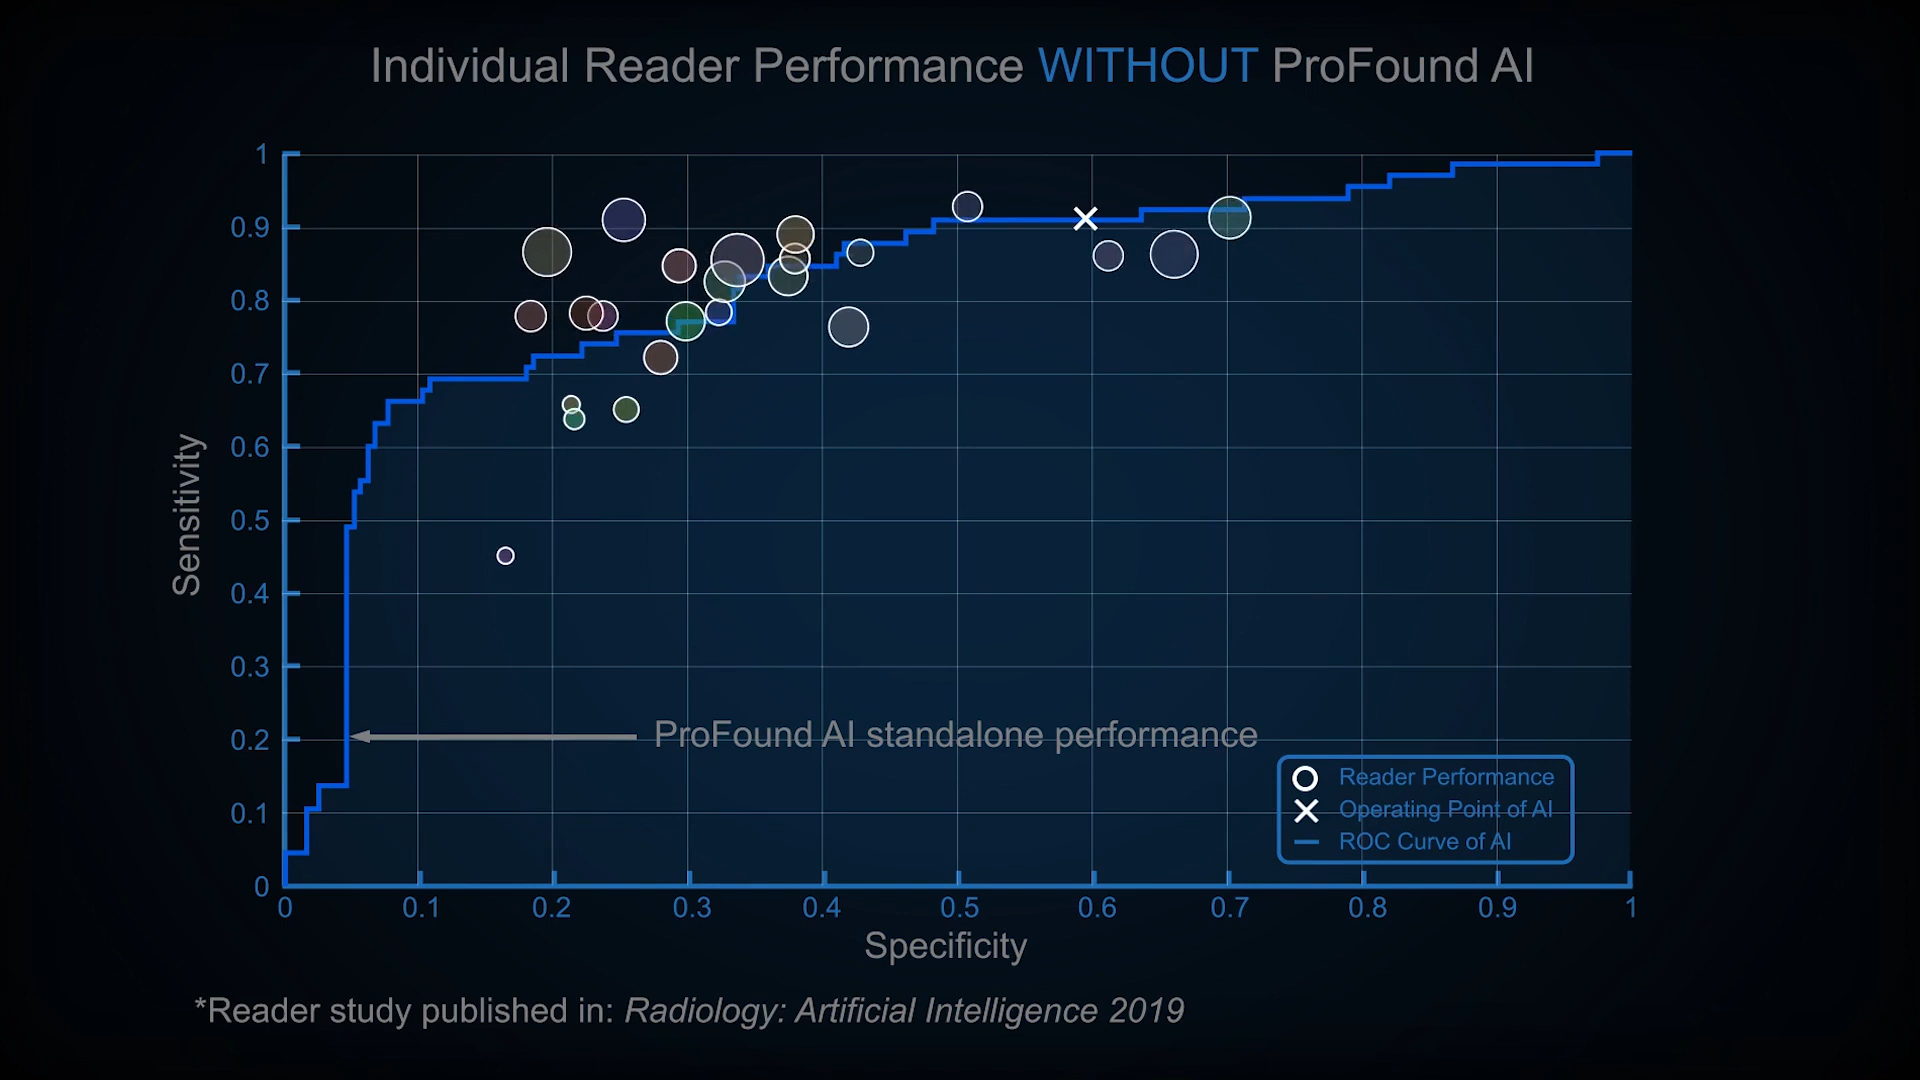 Individual Reader Performance WITHOUT ProFound AI
1
0.9
0.8
0.7
0.6
0.5
0.4
0.3
0.2
0.1
0
Sensitivity
ProFound AI standalone performance
Reader Performance
Operating Point of AI
ROC Curve of AI
0 0.1 0.2 0.3 0.4 0.5 0.6 0.7 0.8 0.9 1
Specificity
*Reader study published in: Radiology: Artificial Intelligence 2019